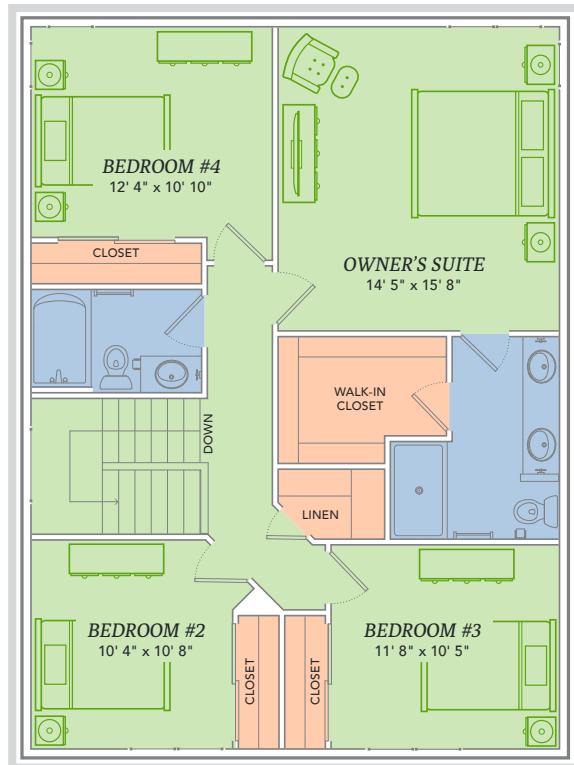 BEDROOM #4
12' 4" x 10' 10"
CLOSET
OWNER'S SUITE
14' 5" x 15' 8"
WALK-IN
CLOSET
DOWN
LINEN
BEDROOM #2
10' 4" x 10' 8"
CLOSET
CLOSET
BEDROOM #3
11' 8" x 10' 5"